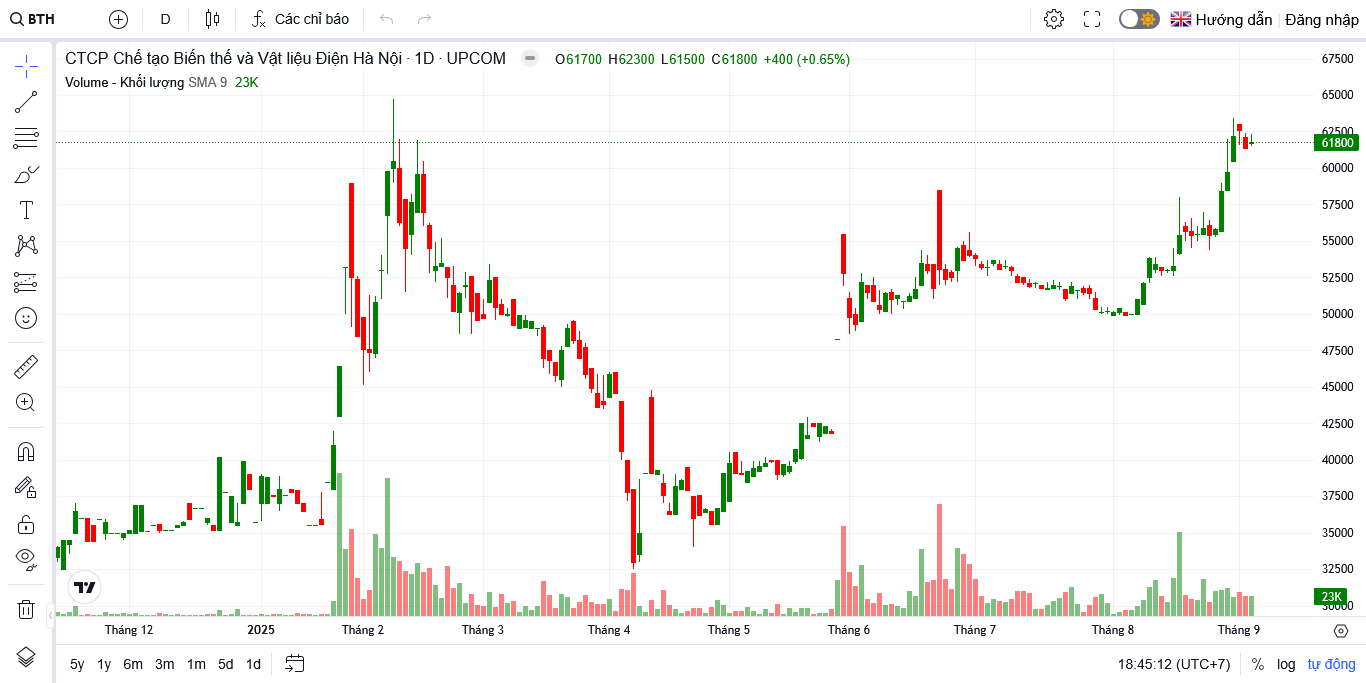 BTH D Các chỉ báo Hướng dẫn Đăng nhập
CTCP Chế tạo Biến thế và Vật liệu Điện Hà Nội · 1D · UPCOM O61700 H62300 L61500 C61800 +400 (+0.65%)
Volume - Khối lượng SMA 9 23K
67500
65000
62500
61800
60000
57500
55000
52500
50000
47500
45000
42500
40000
37500
35000
32500
23K
30000
Tháng 12 2025 Tháng 2 Tháng 3 Tháng 4 Tháng 5 Tháng 6 Tháng 7 Tháng 8 Tháng 9
5y 1y 6m 3m 1m 5d 1d 18:45:12 (UTC+7) % log tự động